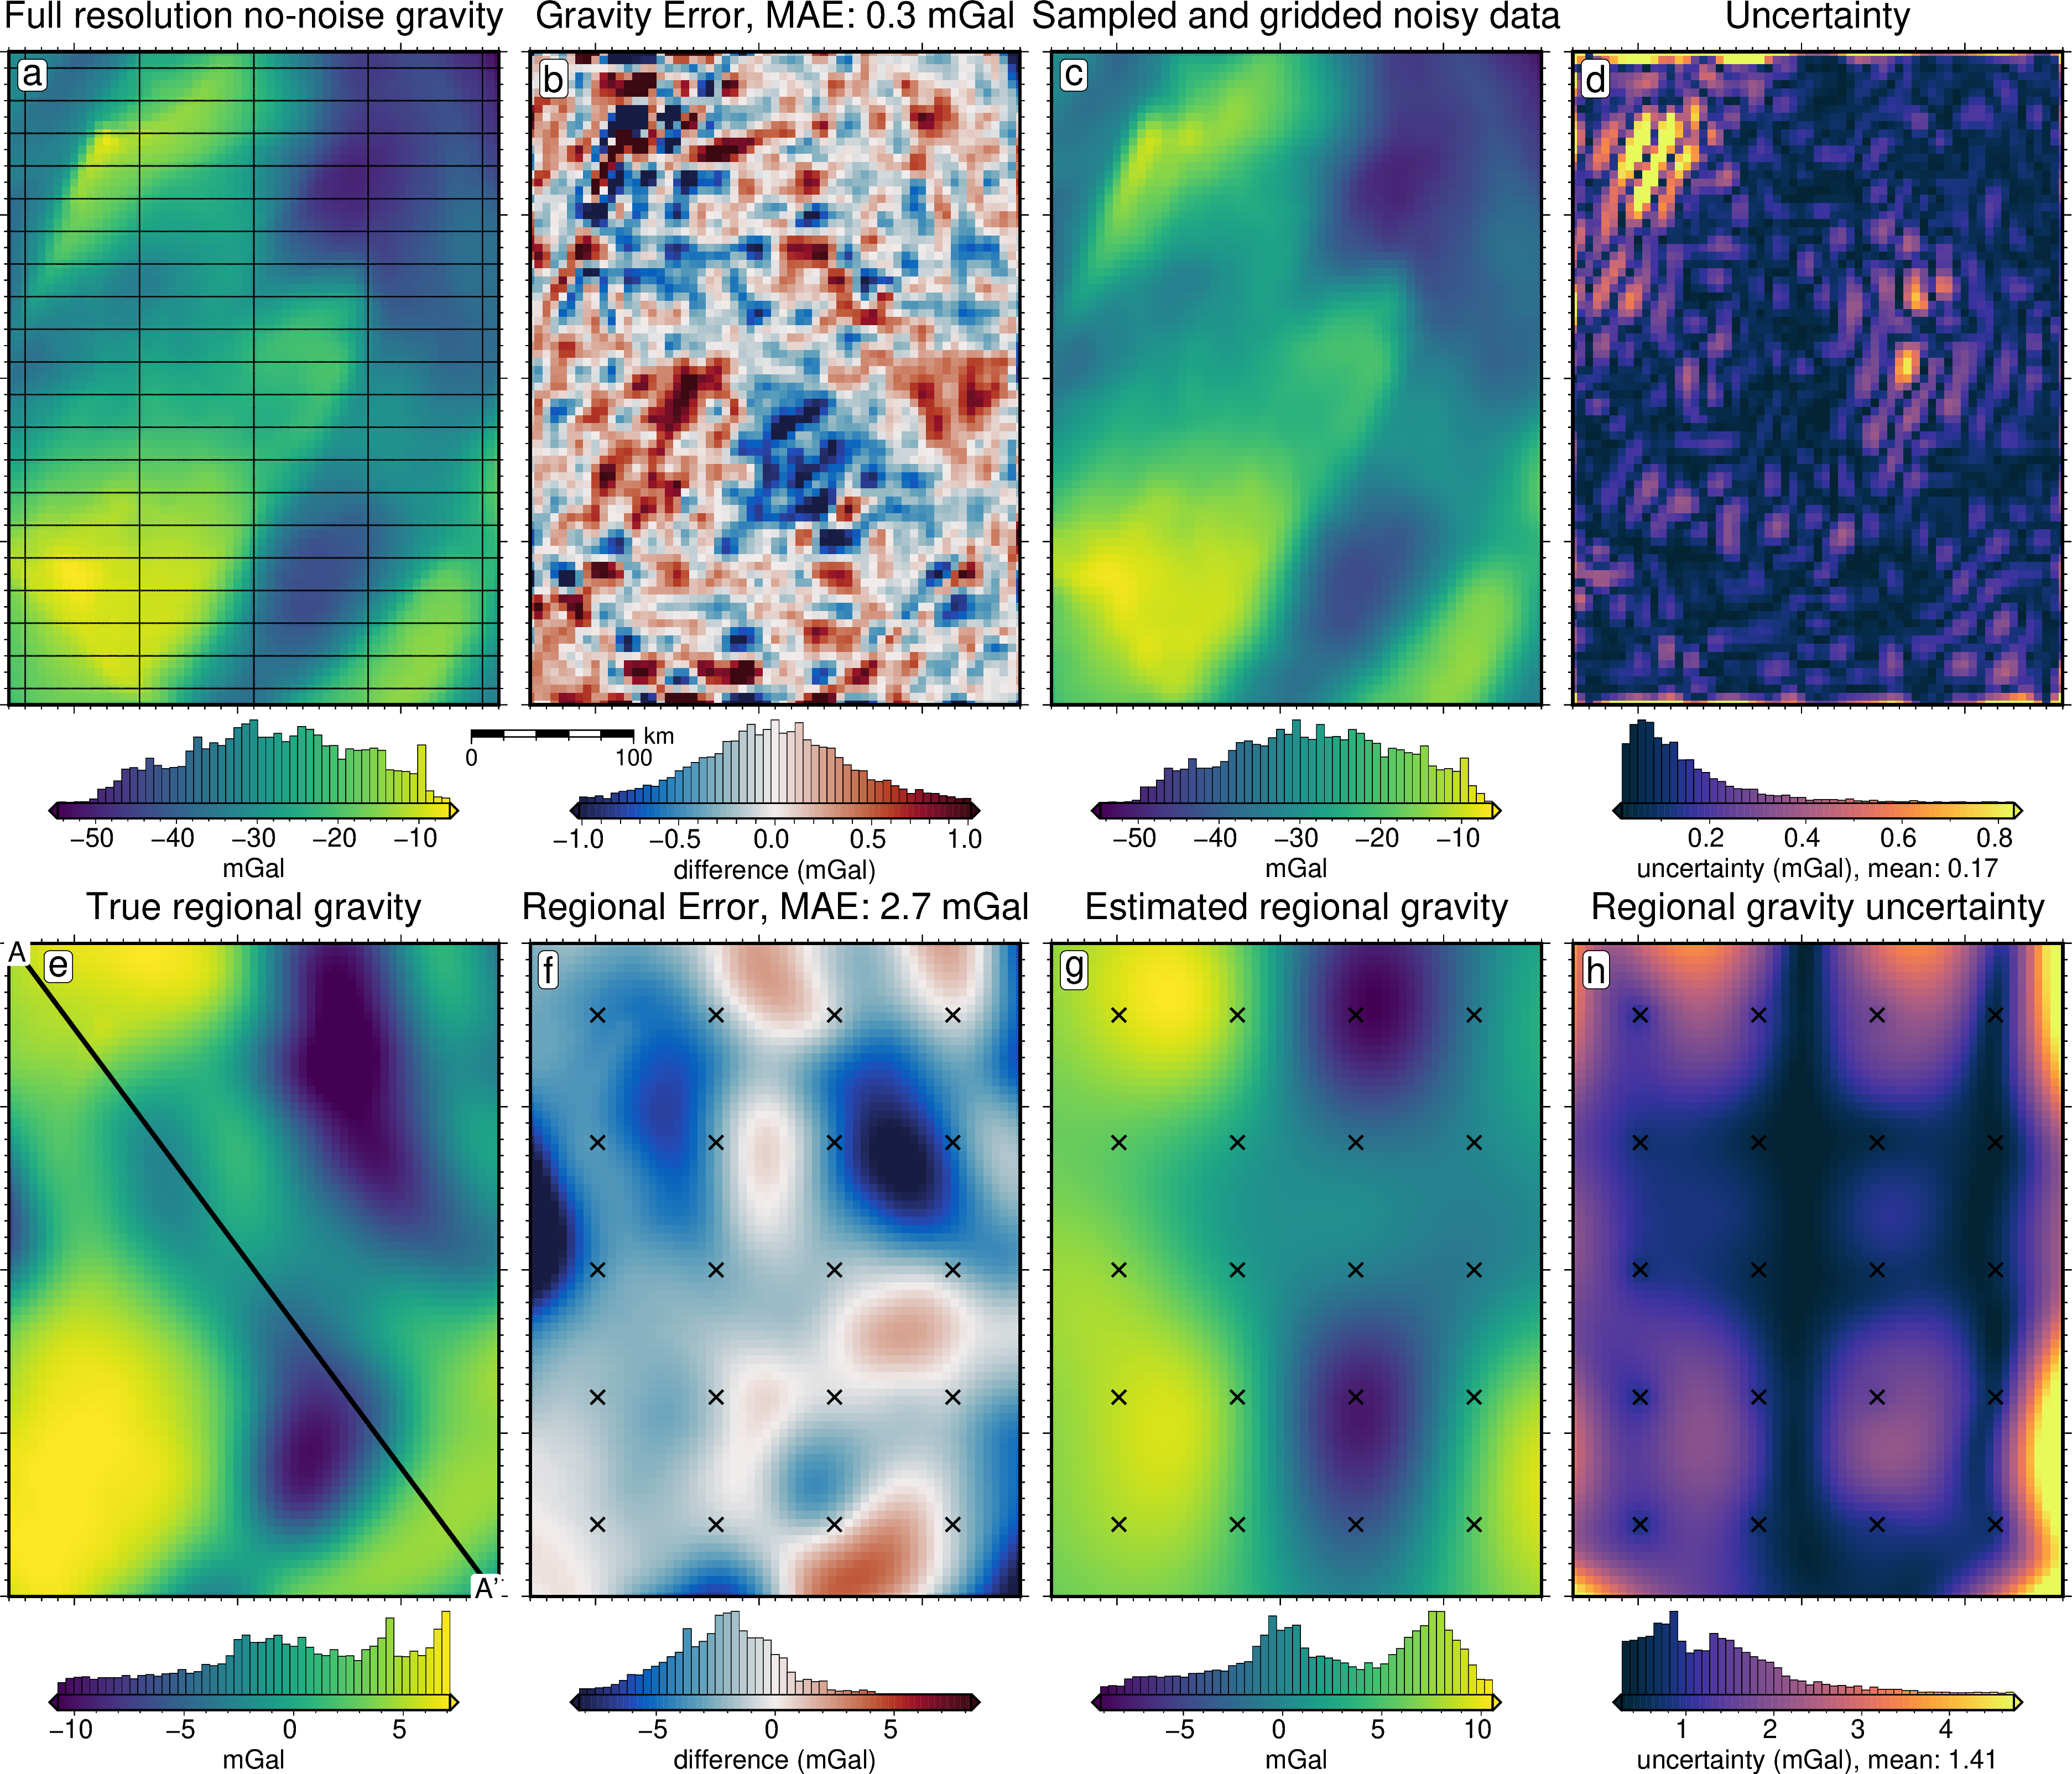 Full resolution no-noise gravity
Gravity Error, MAE: 0.3 mGal
Sampled and gridded noisy data
Uncertainty
a
b
c
d
km
0
100
−50 −40 −30 −20 −10
mGal
−1.0 −0.5 0.0 0.5 1.0
difference (mGal)
−50 −40 −30 −20 −10
mGal
0.2 0.4 0.6 0.8
uncertainty (mGal), mean: 0.17
True regional gravity
Regional Error, MAE: 2.7 mGal
Estimated regional gravity
Regional gravity uncertainty
A
e
f
g
h
A'
−10 −5 0 5
mGal
−5 0 5
difference (mGal)
−5 0 5 10
mGal
1 2 3 4
uncertainty (mGal), mean: 1.41